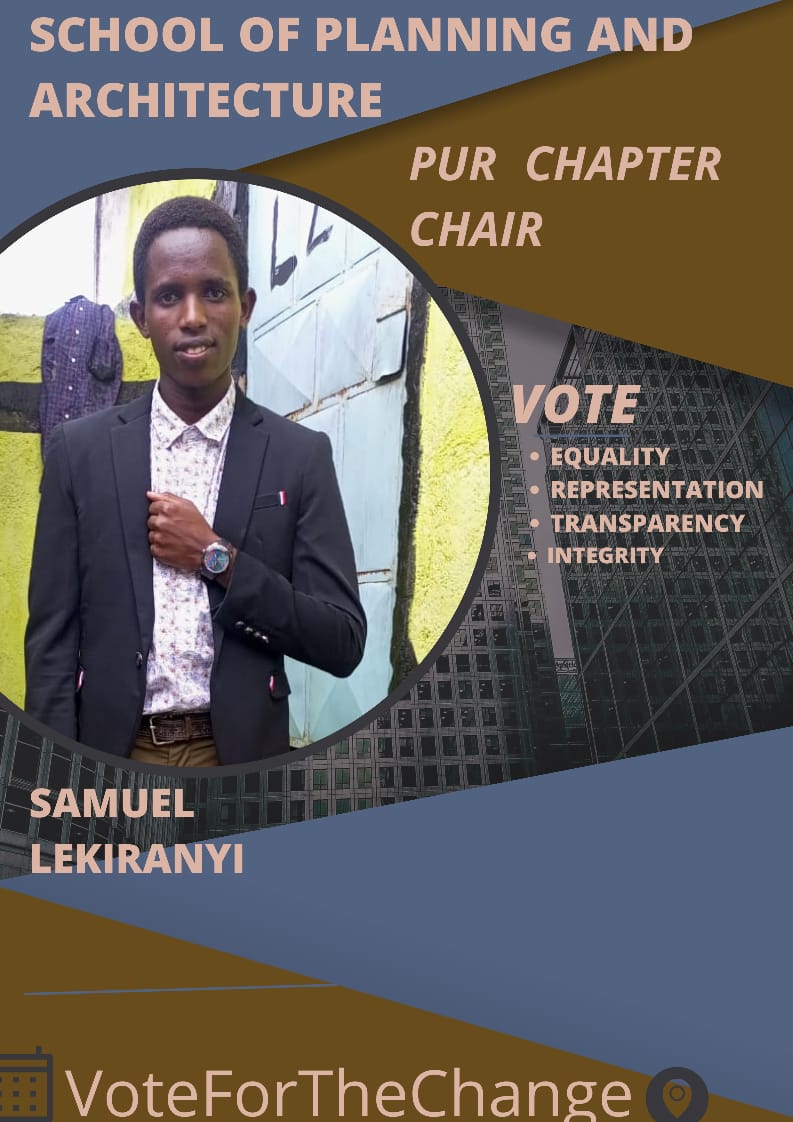 SCHOOL OF PLANNING AND
ARCHITECTURE
PUR CHAPTER
CHAIR
VOTE
• EQUALITY
• REPRESENTATION
• TRANSPARENCY
• INTEGRITY
SAMUEL
LEKIRANYI
VoteForTheChange